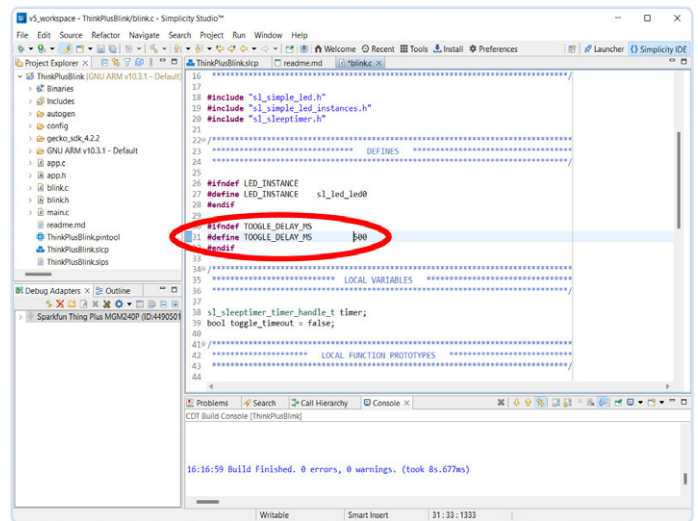 v5_workspace - ThinkPlusBlink/blink.c - Simplicity Studio™
File Edit Source Refactor Navigate Search Project Run Window Help
Welcome Recent Tools Install Preferences
Launcher Simplicity IDE
Project Explorer
ThinkPlusBlink [GNU ARM v10.3.1 - Default]
Binaries
Includes
autogen
config
gecko_sdk_4.2.2
GNU ARM v10.3.1 - Default
app.c
app.h
blink.c
blink.h
main.c
readme.md
ThinkPlusBlink.pintool
ThinkPlusBlink.slcp
ThinkPlusBlink.slps
Debug Adapters Outline
Sparkfun Thing Plus MGM240P (ID:4490501
ThinkPlusBlink.slcp readme.md *blink.c
16 ******************************************************************************/
17
18 #include "sl_simple_led.h"
19 #include "sl_simple_led_instances.h"
20 #include "sl_sleeptimer.h"
21
22 /*******************************************************************************
23 ******************************* DEFINES ***********************************
24 ******************************************************************************/
25
26 #ifndef LED_INSTANCE
27 #define LED_INSTANCE sl_led_led0
28 #endif
29
#ifndef TOOGLE_DELAY_MS
31 #define TOOGLE_DELAY_MS 500
#endif
33
34 /*******************************************************************************
35 *************************** LOCAL VARIABLES ********************************
36 ******************************************************************************/
37
38 sl_sleeptimer_timer_handle_t timer;
39 bool toggle_timeout = false;
40
41 /*******************************************************************************
42 ********************* LOCAL FUNCTION PROTOTYPES ***************************
43 ******************************************************************************/
44
Problems Search Call Hierarchy Console
CDT Build Console [ThinkPlusBlink]
16:16:59 Build Finished. 0 errors, 0 warnings. (took 8s.677ms)
Writable Smart Insert 31 : 33 : 1333